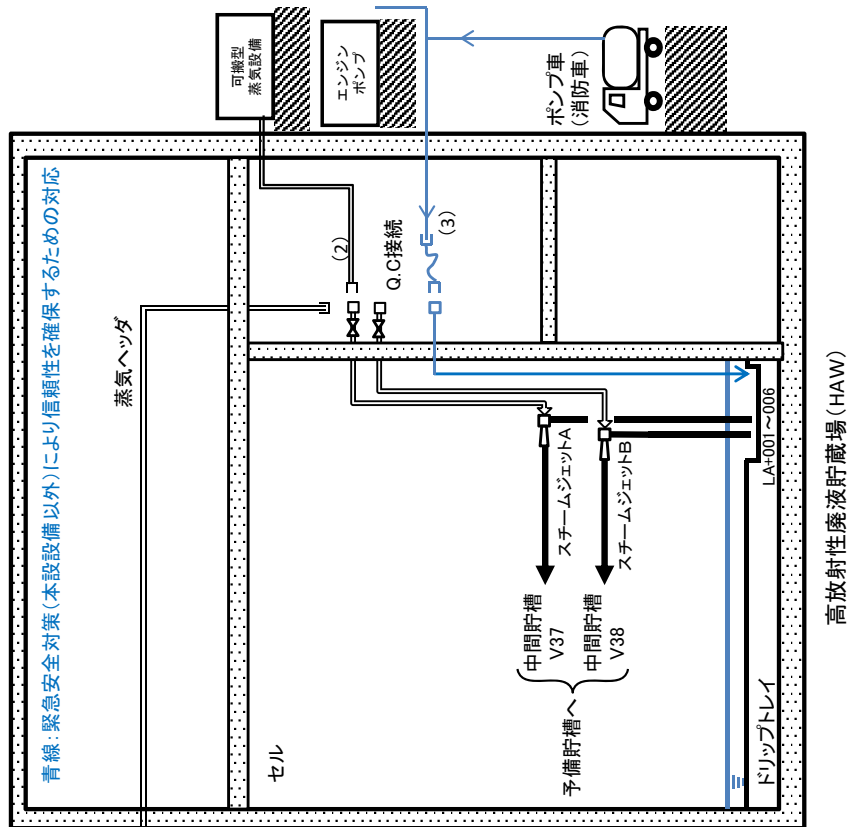 青線：緊急安全対策（本設設備以外）により信頼性を確保するための対応
可搬型
蒸気設備
エンジン
ポンプ
ポンプ車
（消防車）
蒸気ヘッダ
(2)
Q.C接続
(3)
セル
スチームジェットA
スチームジェットB
中間貯槽
V37
中間貯槽
V38
予備貯槽へ
LA+001～006
ドリップトレイ
高放射性廃液貯蔵場（HAW）